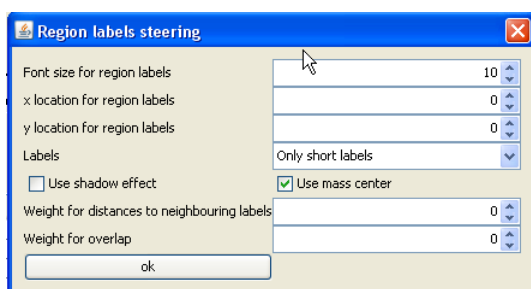 Region labels steering
Font size for region labels 10
x location for region labels 0
y location for region labels 0
Labels Only short labels
Use shadow effect Use mass center
Weight for distances to neighbouring labels 0
Weight for overlap 0
ok